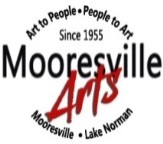 Art to People • People to Art
Since 1955
Mooresville
Arts
Mooresville • Lake Norman